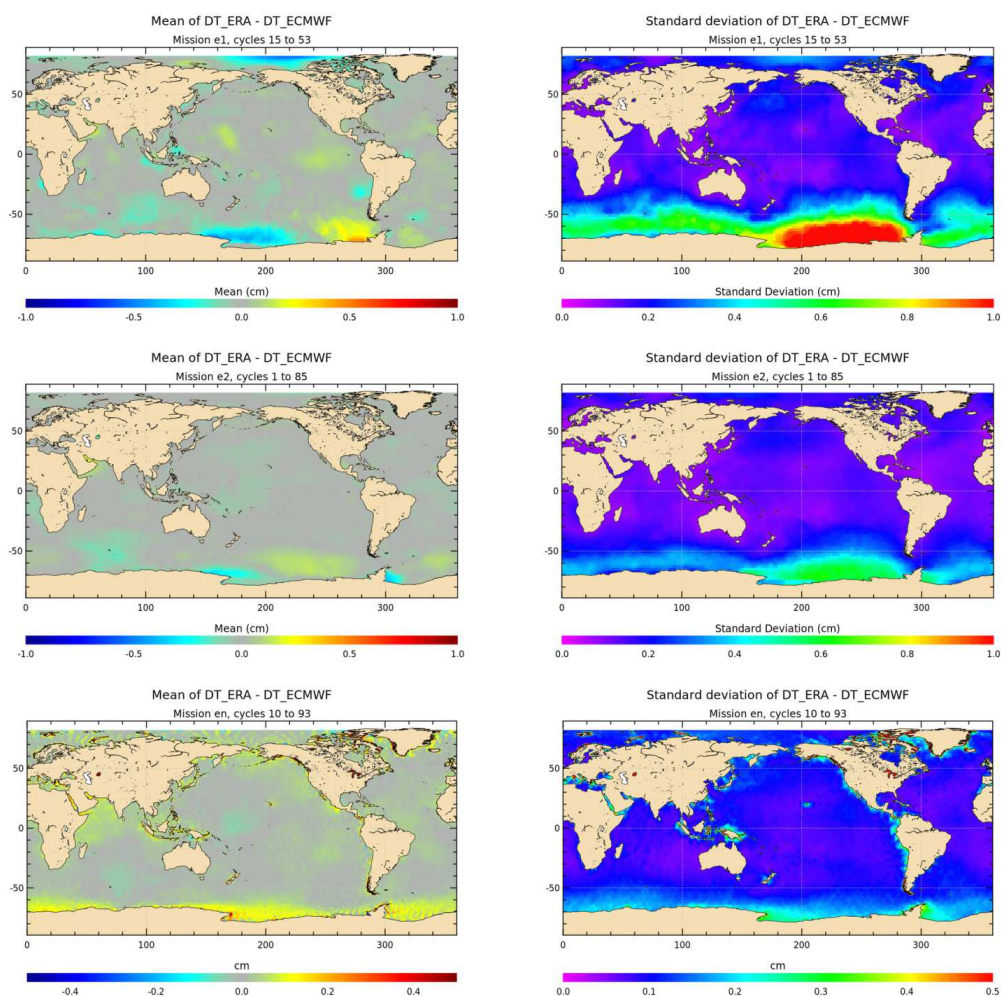 Mean of DT_ERA - DT_ECMWF
Mission e1, cycles 15 to 53
50
0
-50
0 100 200 300
Mean (cm)
-1.0 -0.5 0.0 0.5 1.0
Standard deviation of DT_ERA - DT_ECMWF
Mission e1, cycles 15 to 53
50
0
-50
0 100 200 300
Standard Deviation (cm)
0.0 0.2 0.4 0.6 0.8 1.0
Mean of DT_ERA - DT_ECMWF
Mission e2, cycles 1 to 85
50
0
-50
0 100 200 300
Mean (cm)
-1.0 -0.5 0.0 0.5 1.0
Standard deviation of DT_ERA - DT_ECMWF
Mission e2, cycles 1 to 85
50
0
-50
0 100 200 300
Standard Deviation (cm)
0.0 0.2 0.4 0.6 0.8 1.0
Mean of DT_ERA - DT_ECMWF
Mission en, cycles 10 to 93
50
0
-50
0 100 200 300
cm
-0.4 -0.2 0.0 0.2 0.4
Standard deviation of DT_ERA - DT_ECMWF
Mission en, cycles 10 to 93
50
0
-50
0 100 200 300
cm
0.0 0.1 0.2 0.3 0.4 0.5